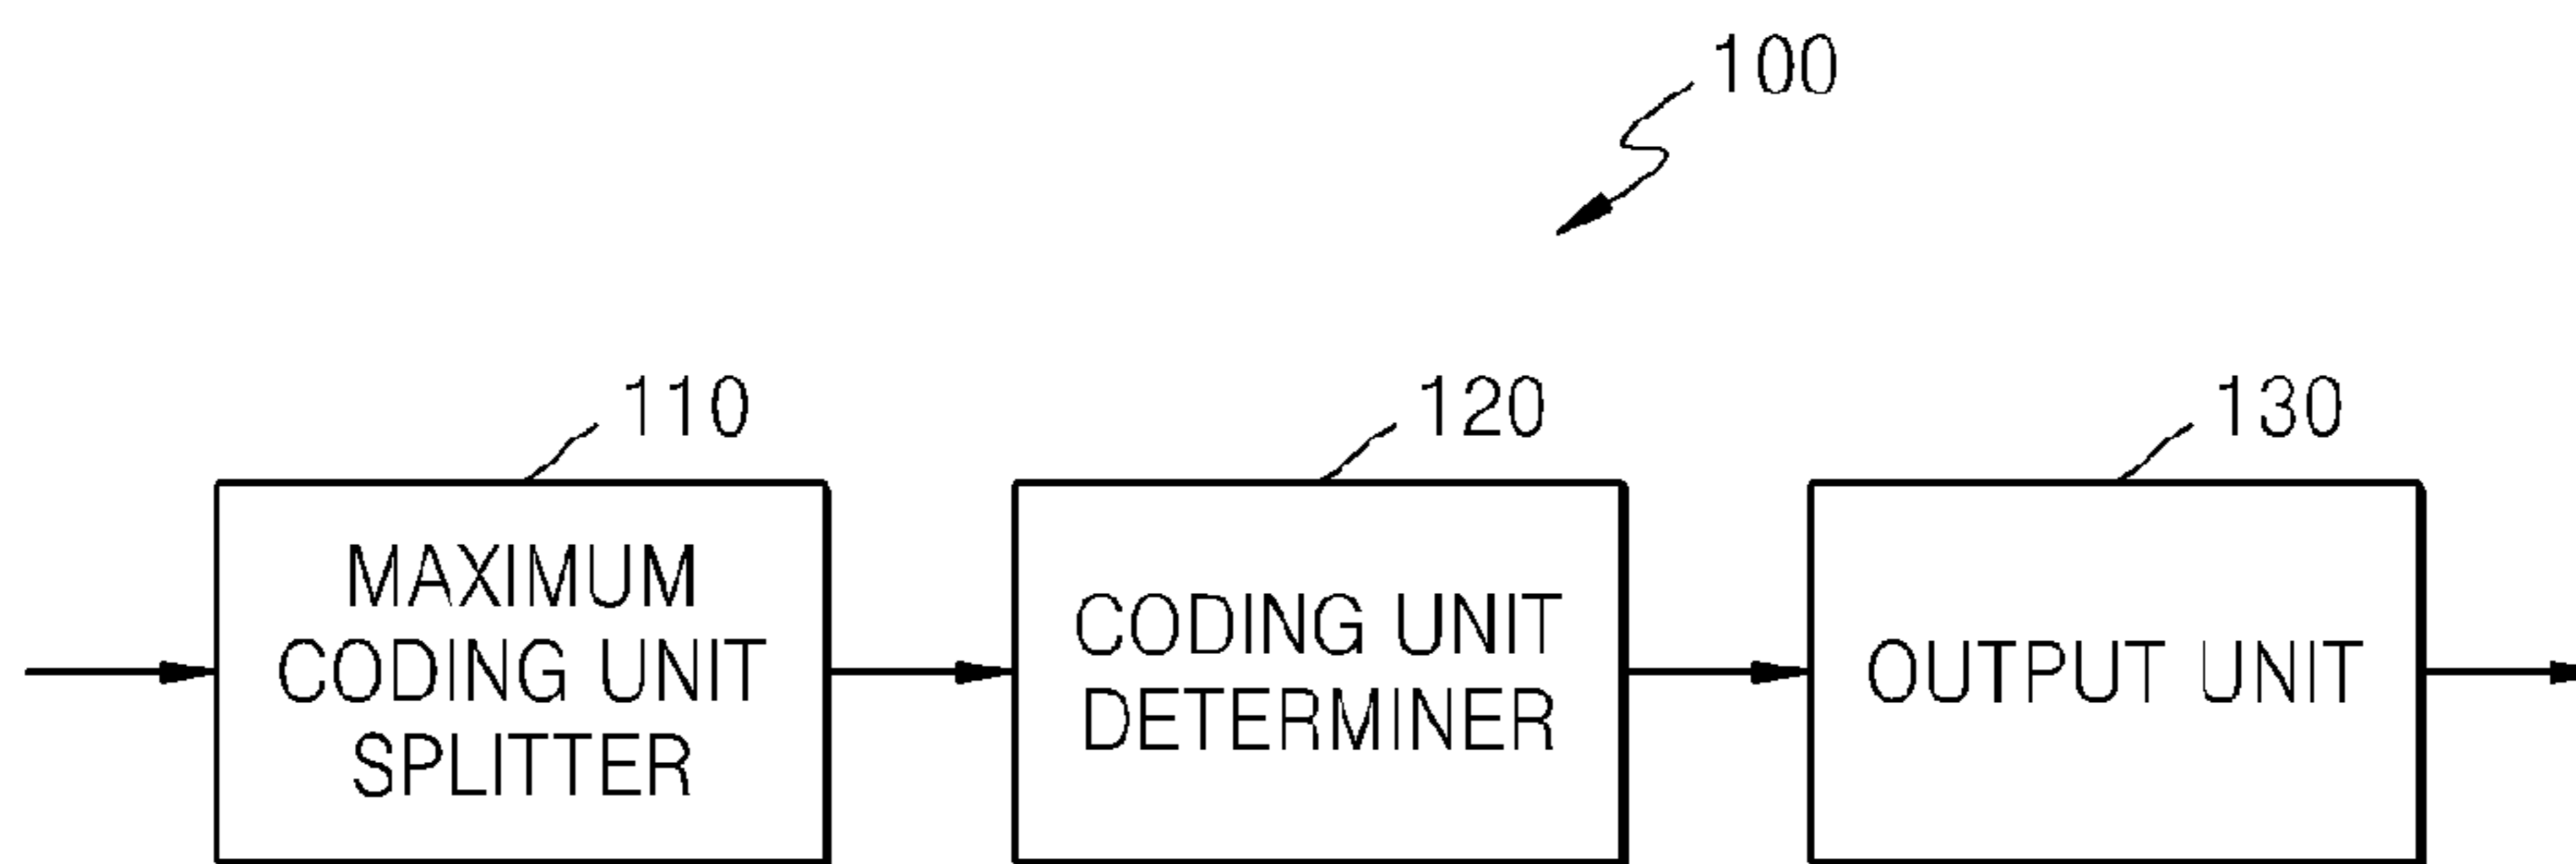 100
110
120
130
MAXIMUM
CODING UNIT
SPLITTER
CODING UNIT
DETERMINER
OUTPUT UNIT